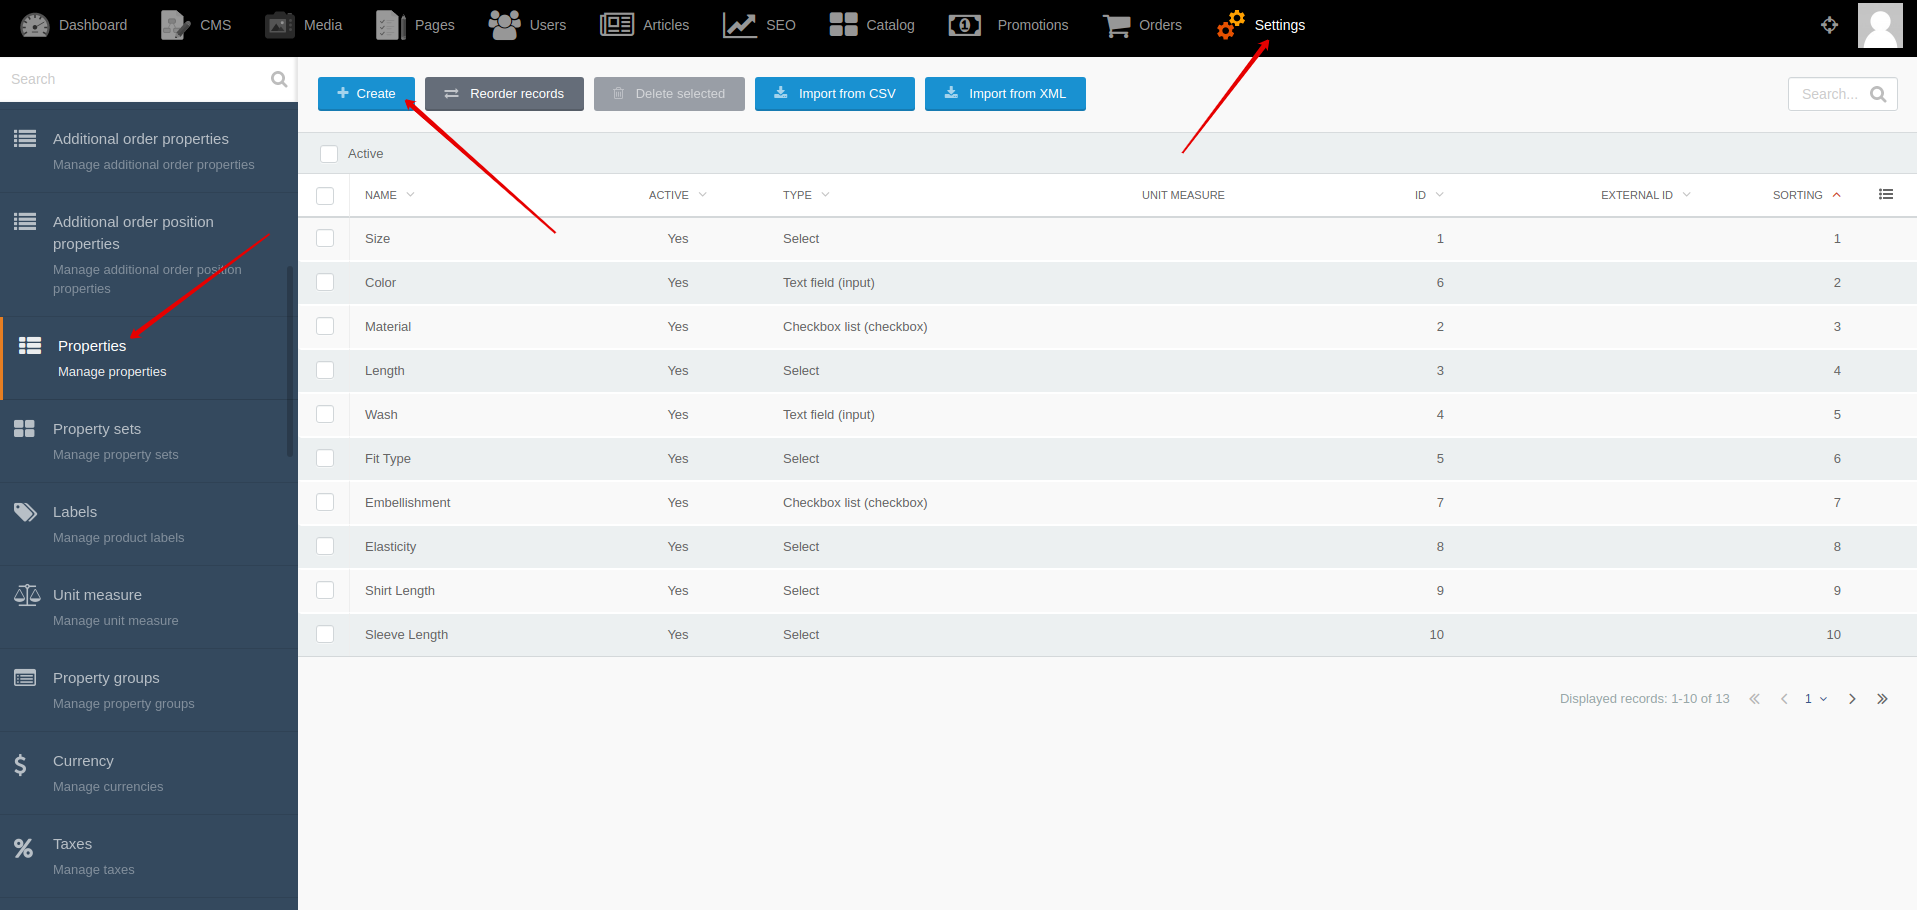 Dashboard CMS Media Pages Users Articles SEO Catalog Promotions Orders Settings
Search
Additional order properties
Manage additional order properties
Additional order position
properties
Manage additional order position
properties
Properties
Manage properties
Property sets
Manage property sets
Labels
Manage product labels
Unit measure
Manage unit measure
Property groups
Manage property groups
Currency
Manage currencies
Taxes
Manage taxes
Create Reorder records Delete selected Import from CSV Import from XML Search...
Active
NAME ACTIVE TYPE UNIT MEASURE ID EXTERNAL ID SORTING
Size Yes Select 1 1
Color Yes Text field (input) 6 2
Material Yes Checkbox list (checkbox) 2 3
Length Yes Select 3 4
Wash Yes Text field (input) 4 5
Fit Type Yes Select 5 6
Embellishment Yes Checkbox list (checkbox) 7 7
Elasticity Yes Select 8 8
Shirt Length Yes Select 9 9
Sleeve Length Yes Select 10 10
Displayed records: 1-10 of 13 1